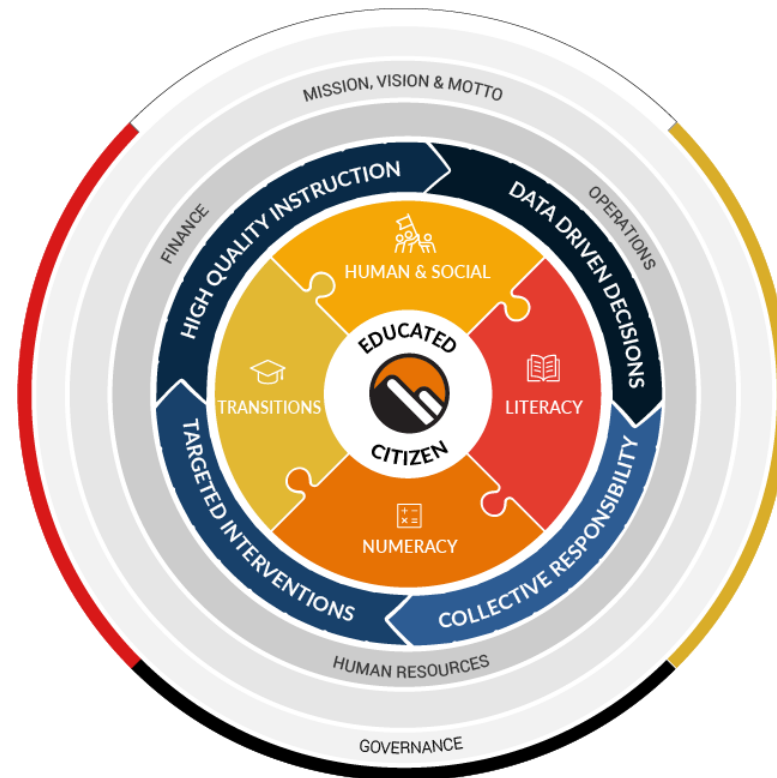 MISSION, VISION & MOTTO
FINANCE
OPERATIONS
HIGH QUALITY INSTRUCTION
DATA DRIVEN DECISIONS
HUMAN & SOCIAL
EDUCATED
TRANSITIONS
LITERACY
CITIZEN
TARGETED INTERVENTIONS
COLLECTIVE RESPONSIBILITY
NUMERACY
HUMAN RESOURCES
GOVERNANCE